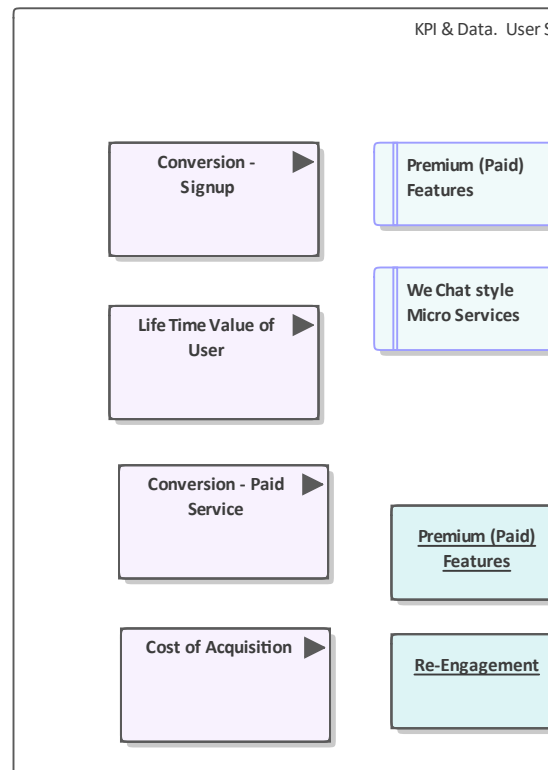 KPI & Data. User S
Conversion -
Signup
Premium (Paid)
Features
Life Time Value of
User
We Chat style
Micro Services
Conversion - Paid
Service
Premium (Paid)
Features
Cost of Acquisition
Re-Engagement